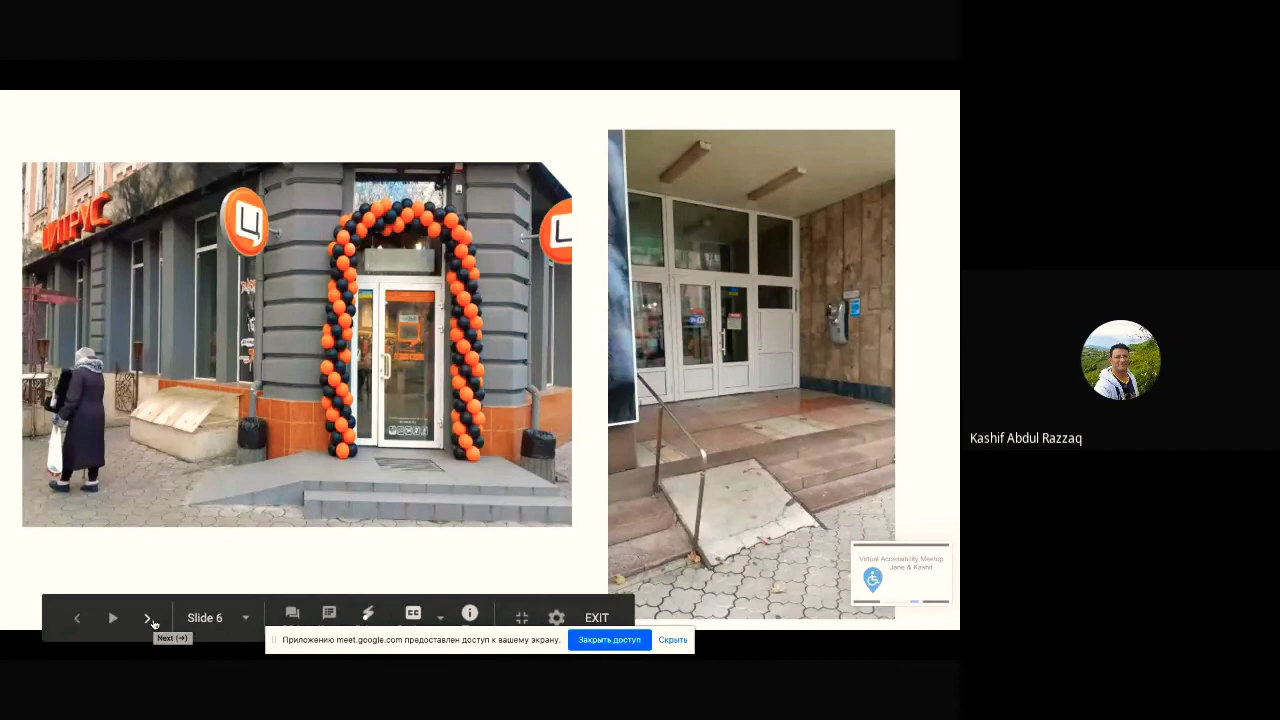 ЦИТРУС
Ц
Virtual Accessibility Meetup
Jane & Kashif
Kashif Abdul Razzaq
Slide 6
CC
EXIT
Next (→)
Приложению meet.google.com предоставлен доступ к вашему экрану.
Закрыть доступ
Скрыть